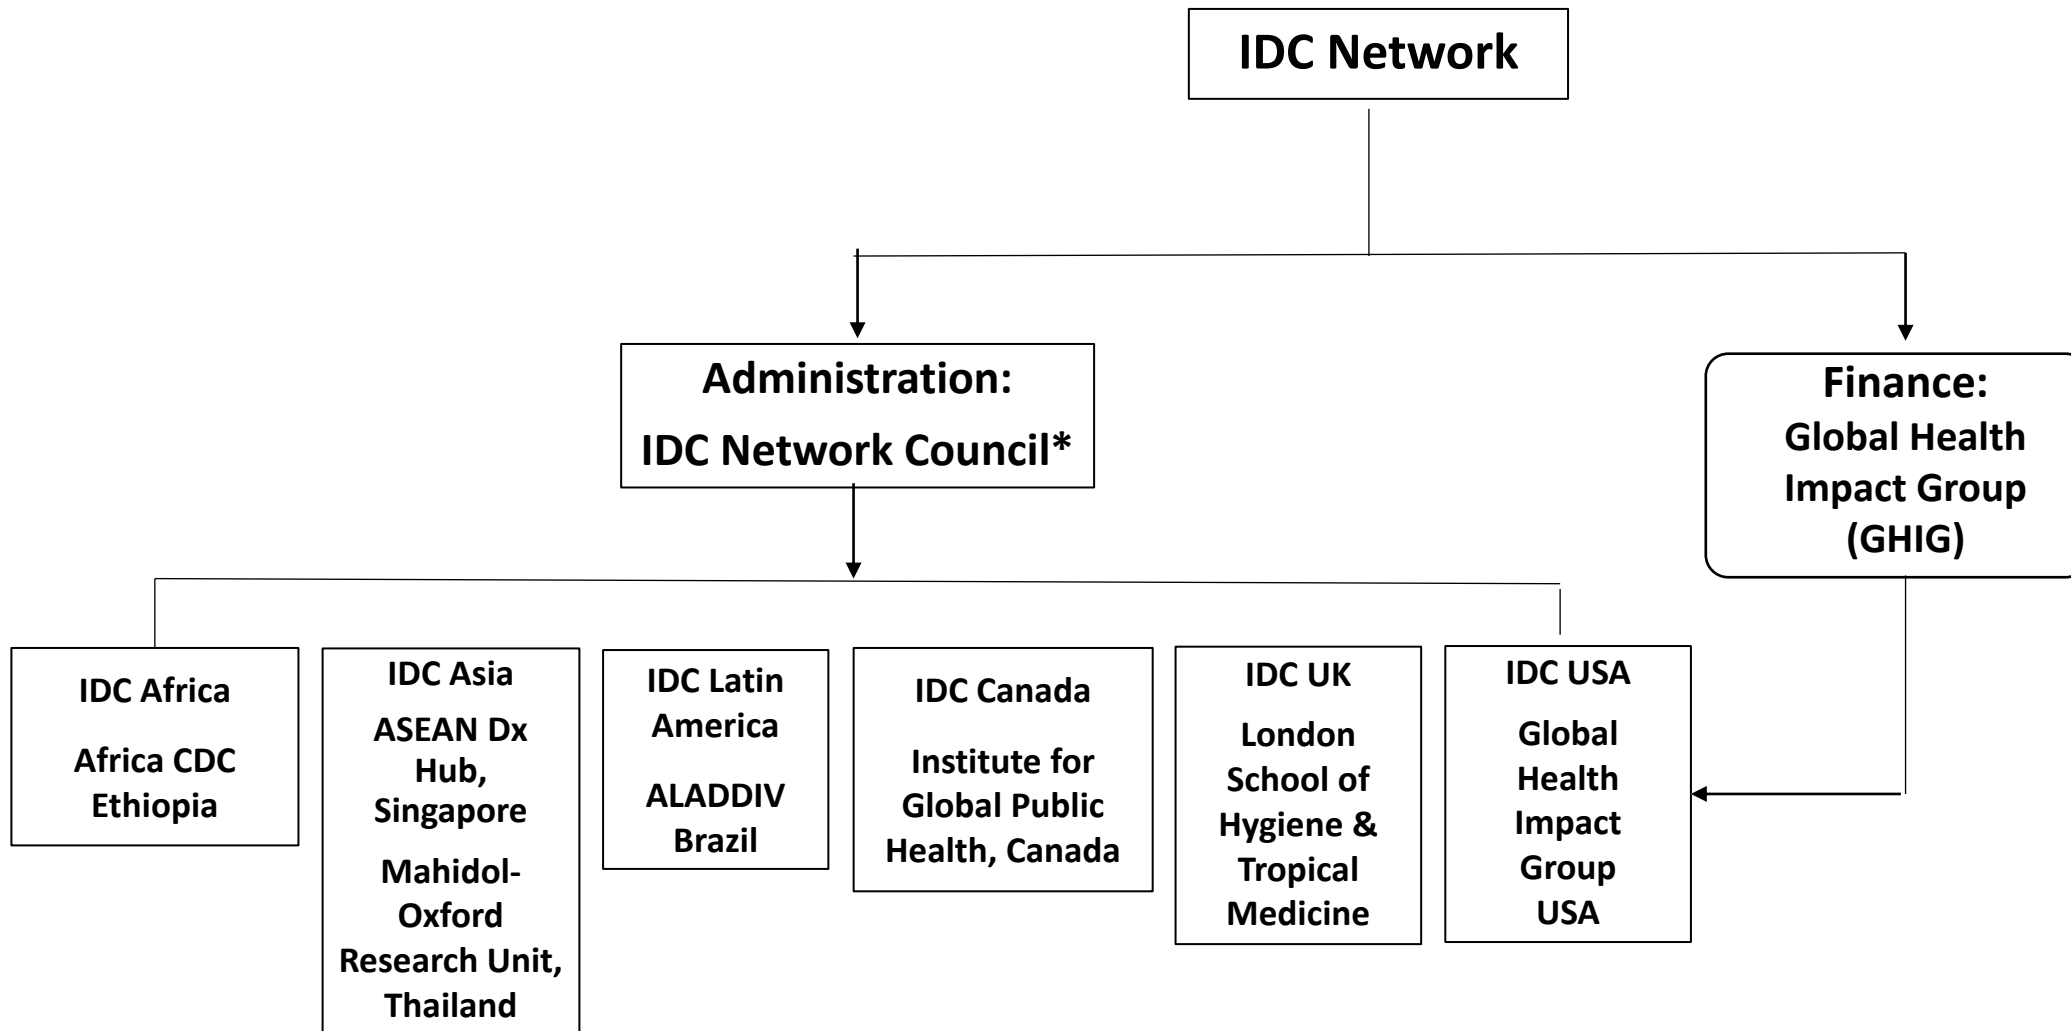 IDC Network
Administration:
IDC Network Council*
Finance:
Global Health
Impact Group
(GHIG)
IDC Africa
Africa CDC
Ethiopia
IDC Asia
ASEAN Dx
Hub,
Singapore
Mahidol-
Oxford
Research Unit,
Thailand
IDC Latin
America
ALADDIV
Brazil
IDC Canada
Institute for
Global Public
Health, Canada
IDC UK
London
School of
Hygiene &
Tropical
Medicine
IDC USA
Global
Health
Impact
Group
USA